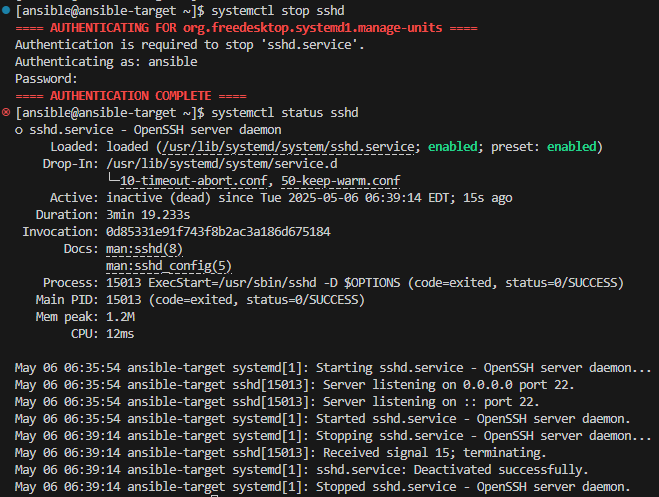 [ansible@ansible-target ~]$ systemctl stop sshd
==== AUTHENTICATING FOR org.freedesktop.systemd1.manage-units ====
Authentication is required to stop 'sshd.service'.
Authenticating as: ansible
Password:
==== AUTHENTICATION COMPLETE ====
[ansible@ansible-target ~]$ systemctl status sshd
○ sshd.service - OpenSSH server daemon
Loaded: loaded (/usr/lib/systemd/system/sshd.service; enabled; preset: enabled)
Drop-In: /usr/lib/systemd/system/service.d
└─10-timeout-abort.conf, 50-keep-warm.conf
Active: inactive (dead) since Tue 2025-05-06 06:39:14 EDT; 15s ago
Duration: 3min 19.233s
Invocation: 0d85331e91f743f8b2ac3a186d675184
Docs: man:sshd(8)
man:sshd_config(5)
Process: 15013 ExecStart=/usr/sbin/sshd -D $OPTIONS (code=exited, status=0/SUCCESS)
Main PID: 15013 (code=exited, status=0/SUCCESS)
Mem peak: 1.2M
CPU: 12ms
May 06 06:35:54 ansible-target systemd[1]: Starting sshd.service - OpenSSH server daemon...
May 06 06:35:54 ansible-target sshd[15013]: Server listening on 0.0.0.0 port 22.
May 06 06:35:54 ansible-target sshd[15013]: Server listening on :: port 22.
May 06 06:35:54 ansible-target systemd[1]: Started sshd.service - OpenSSH server daemon.
May 06 06:39:14 ansible-target systemd[1]: Stopping sshd.service - OpenSSH server daemon...
May 06 06:39:14 ansible-target sshd[15013]: Received signal 15; terminating.
May 06 06:39:14 ansible-target systemd[1]: sshd.service: Deactivated successfully.
May 06 06:39:14 ansible-target systemd[1]: Stopped sshd.service - OpenSSH server daemon.